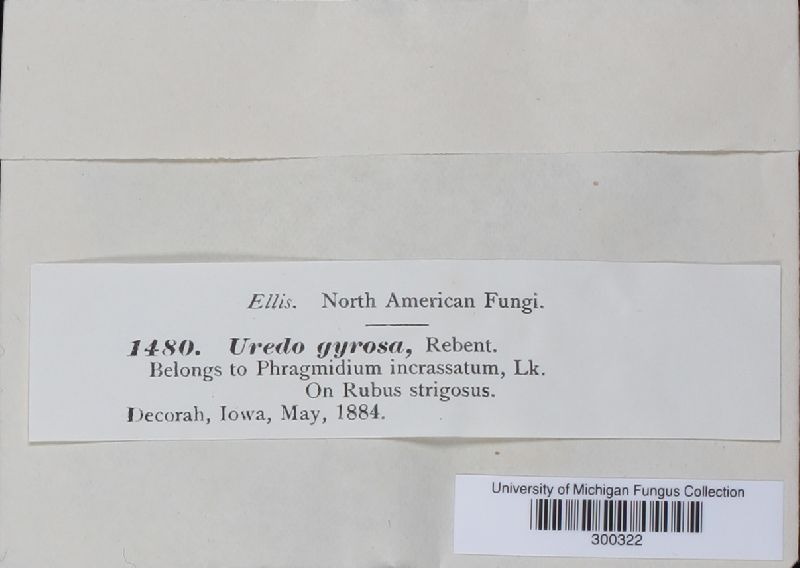 Ellis. North American Fungi.
1480. Uredo gyrosa, Rebent.
Belongs to Phragmidium incrassatum, Lk.
On Rubus strigosus.
Decorah, Iowa, May, 1884.
University of Michigan Fungus Collection
300322